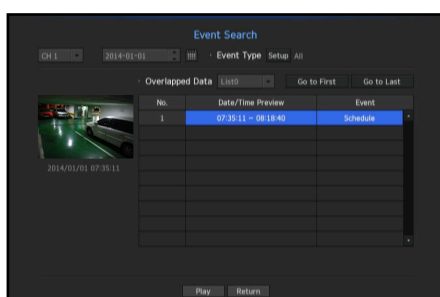 Event Search
CH 1 2014-01-01 · Event Type Setup All
· Overlapped Data List0 Go to First Go to Last
No. Date/Time Preview Event
1 07:35:11 ~ 08:18:40 Schedule
2014/01/01 07:35:11
Play Return